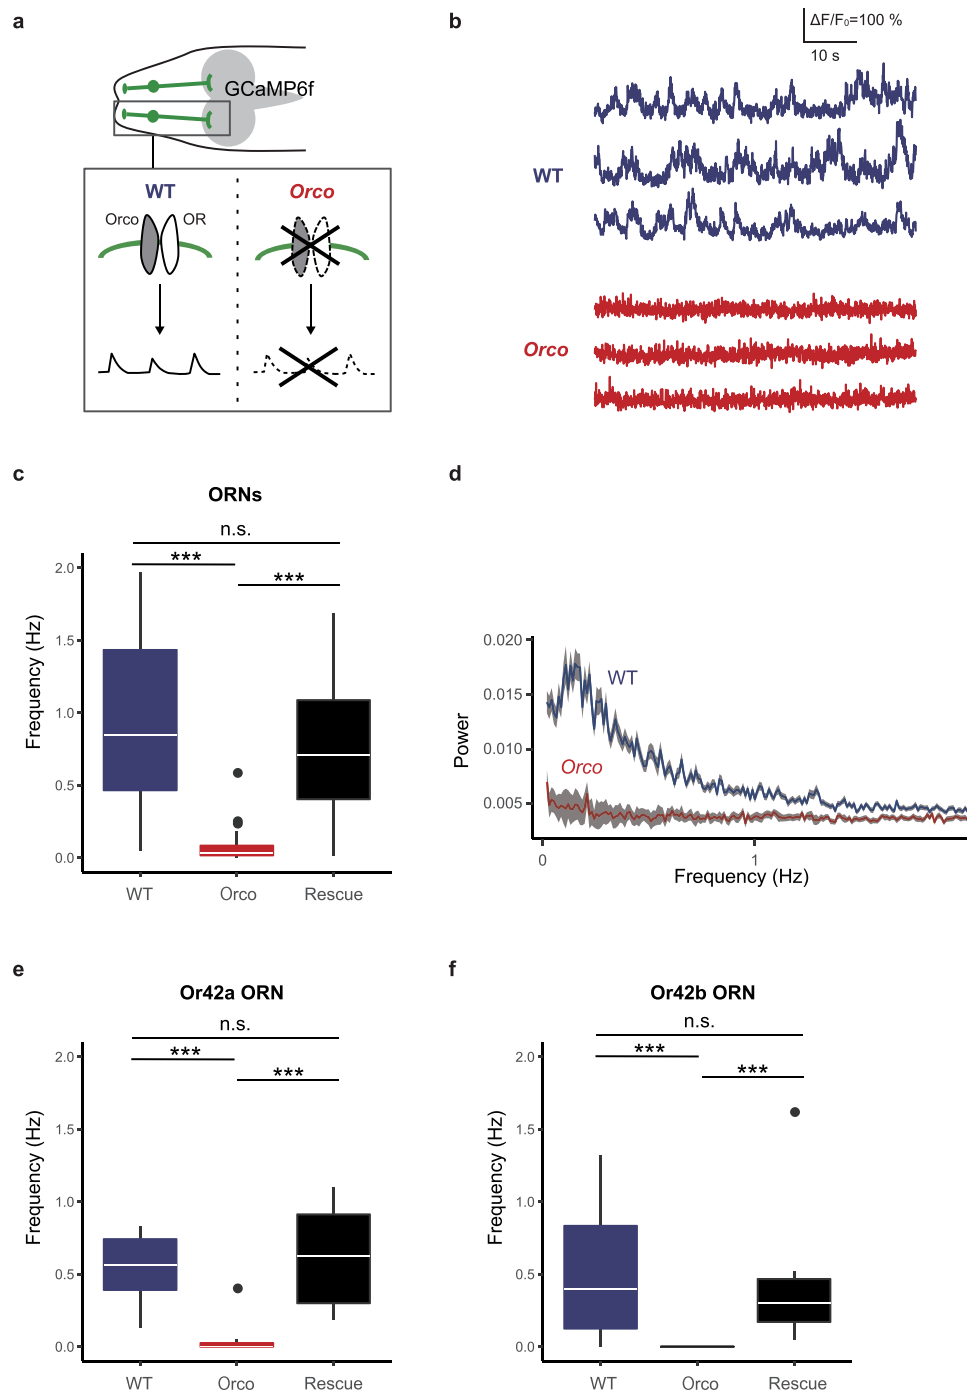 a
GCaMP6f
WT
Orco
Orco
OR
b
ΔF/F₀=100 %
10 s
WT
Orco
c
ORNs
n.s.
***
***
Frequency (Hz)
2.0
1.5
1.0
0.5
0.0
WT
Orco
Rescue
d
Power
0.020
0.015
0.010
0.005
WT
Orco
0
1
Frequency (Hz)
e
Or42a ORN
n.s.
***
***
Frequency (Hz)
2.0
1.5
1.0
0.5
0.0
WT
Orco
Rescue
f
Or42b ORN
n.s.
***
***
Frequency (Hz)
2.0
1.5
1.0
0.5
0.0
WT
Orco
Rescue